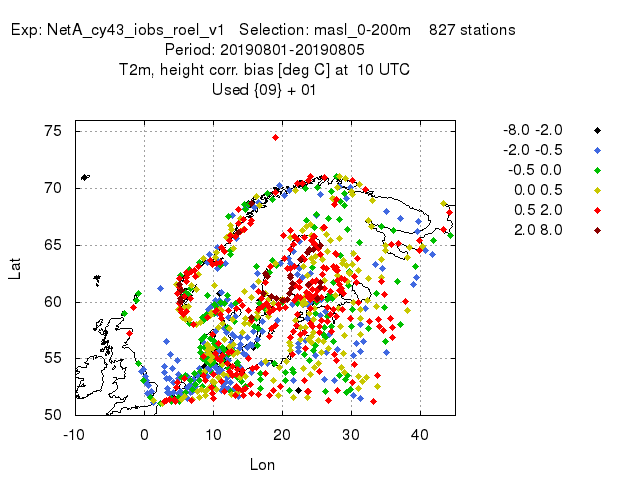 Exp: NetA_cy43_iobs_roel_v1 Selection: masl_0-200m 827 stations
Period: 20190801-20190805
T2m, height corr. bias [deg C] at 10 UTC
Used {09} + 01
75
70
65
60
55
50
-10 0 10 20 30 40
Lat
Lon
-8.0 -2.0
-2.0 -0.5
-0.5 0.0
0.0 0.5
0.5 2.0
2.0 8.0